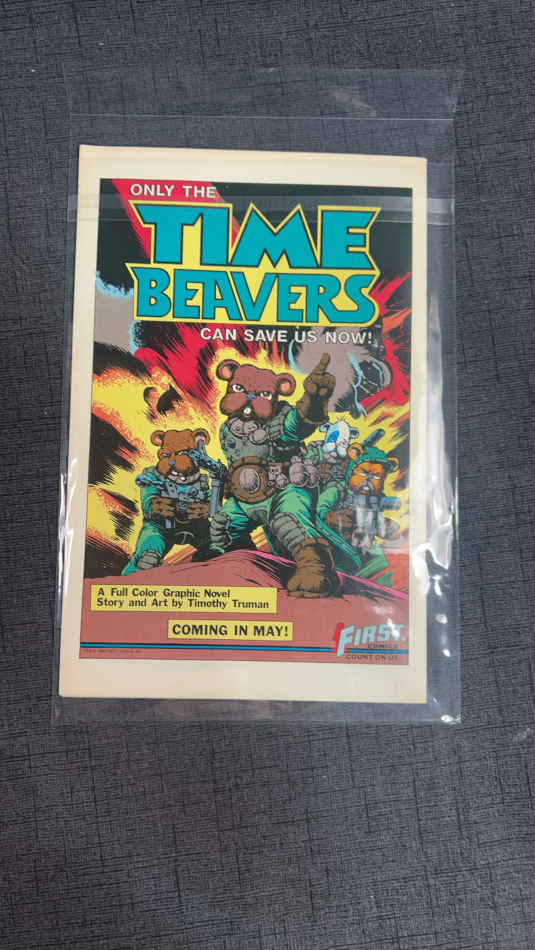 ONLY THE
TIME
BEAVERS
CAN SAVE US NOW!
A Full Color Graphic Novel
Story and Art by Timothy Truman
COMING IN MAY!
FIRST
COMICS
COUNT ON US.